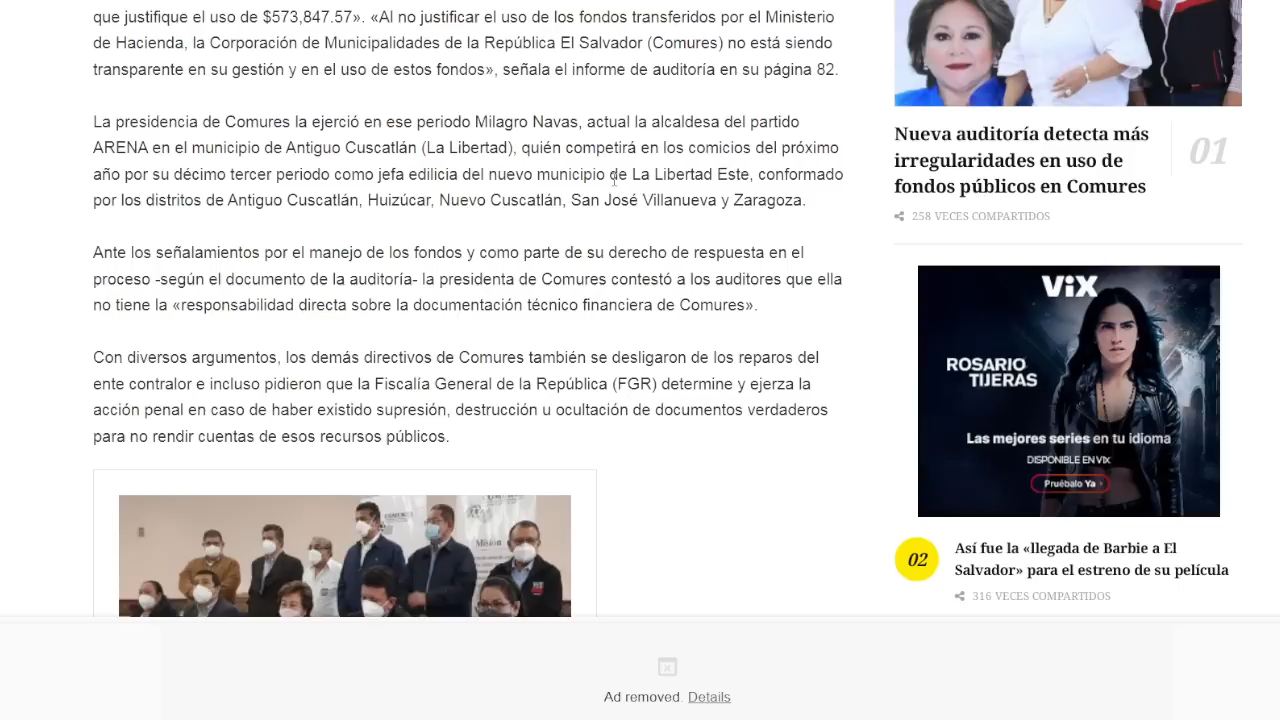 que justifique el uso de $573,847.57». «Al no justificar el uso de los fondos transferidos por el Ministerio
de Hacienda, la Corporación de Municipalidades de la República El Salvador (Comures) no está siendo
transparente en su gestión y en el uso de estos fondos», señala el informe de auditoría en su página 82.
La presidencia de Comures la ejerció en ese periodo Milagro Navas, actual la alcaldesa del partido
ARENA en el municipio de Antiguo Cuscatlán (La Libertad), quién competirá en los comicios del próximo
año por su décimo tercer periodo como jefa edilicia del nuevo municipio de La Libertad Este, conformado
por los distritos de Antiguo Cuscatlán, Huizúcar, Nuevo Cuscatlán, San José Villanueva y Zaragoza.
Ante los señalamientos por el manejo de los fondos y como parte de su derecho de respuesta en el
proceso -según el documento de la auditoría- la presidenta de Comures contestó a los auditores que ella
no tiene la «responsabilidad directa sobre la documentación técnico financiera de Comures».
Con diversos argumentos, los demás directivos de Comures también se desligaron de los reparos del
ente contralor e incluso pidieron que la Fiscalía General de la República (FGR) determine y ejerza la
acción penal en caso de haber existido supresión, destrucción u ocultación de documentos verdaderos
para no rendir cuentas de esos recursos públicos.
Misión
Nueva auditoría detecta más
irregularidades en uso de
fondos públicos en Comures
01
258 VECES COMPARTIDOS
ViX
ROSARIO
TIJERAS
Las mejores series en tu idioma
DISPONIBLE EN ViX
Pruébalo Ya
02
Así fue la «llegada de Barbie a El
Salvador» para el estreno de su película
316 VECES COMPARTIDOS
Ad removed. Details